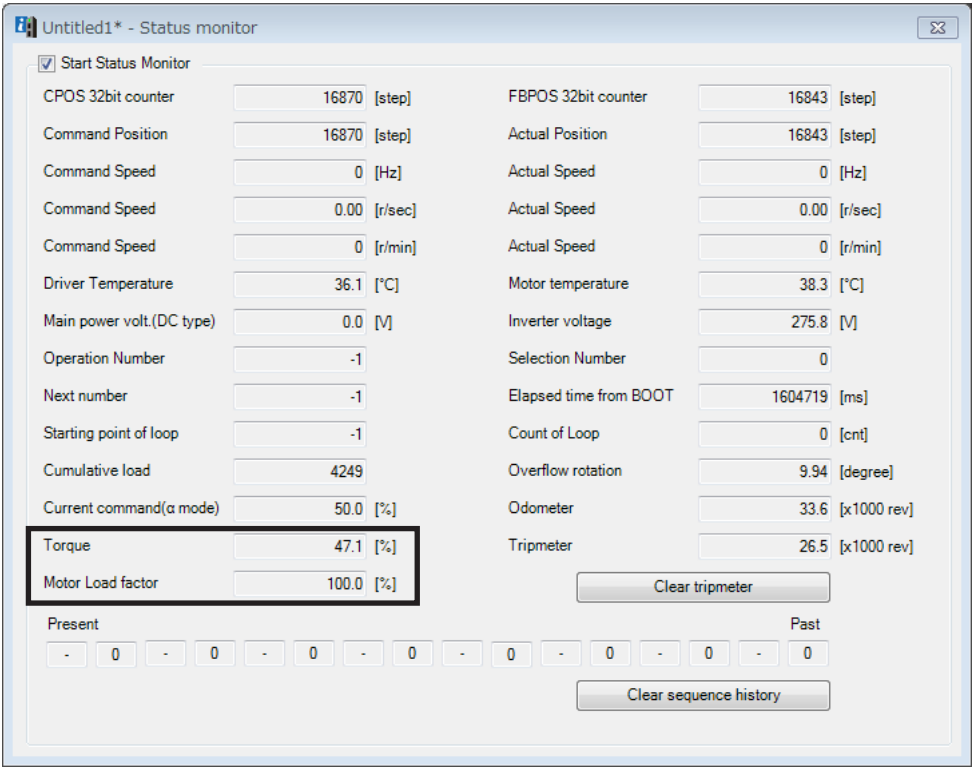 Untitled1* - Status monitor
Start Status Monitor
CPOS 32bit counter 16870 [step] FBPOS 32bit counter 16843 [step]
Command Position 16870 [step] Actual Position 16843 [step]
Command Speed 0 [Hz] Actual Speed 0 [Hz]
Command Speed 0.00 [r/sec] Actual Speed 0.00 [r/sec]
Command Speed 0 [r/min] Actual Speed 0 [r/min]
Driver Temperature 36.1 [°C] Motor temperature 38.3 [°C]
Main power volt.(DC type) 0.0 [V] Inverter voltage 275.8 [V]
Operation Number -1 Selection Number 0
Next number -1 Elapsed time from BOOT 1604719 [ms]
Starting point of loop -1 Count of Loop 0 [cnt]
Cumulative load 4249 Overflow rotation 9.94 [degree]
Current command(α mode) 50.0 [%] Odometer 33.6 [x1000 rev]
Torque 47.1 [%] Tripmeter 26.5 [x1000 rev]
Motor Load factor 100.0 [%] Clear tripmeter
Present Past
- 0 - 0 - 0 - 0 - 0 - 0 - 0 - 0
Clear sequence history